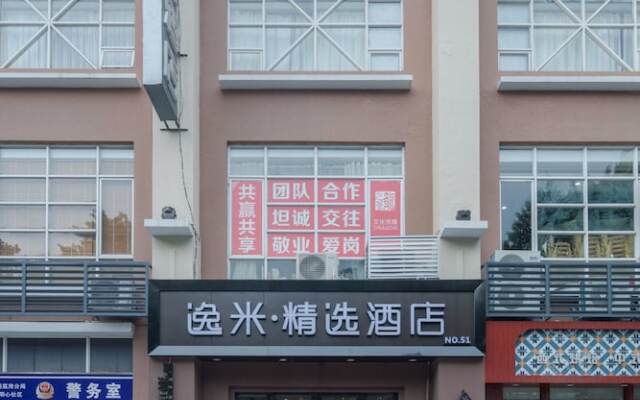 共赢共享
团队 合作
坦诚 交往
敬业 爱岗
逸米·精选酒店
NO.51
警务室